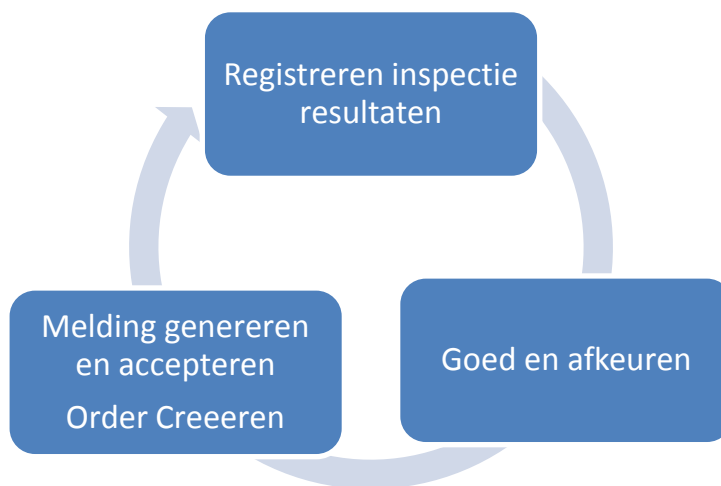 Registreren inspectie
resultaten
Goed en afkeuren
Melding genereren
en accepteren
Order Creeeren